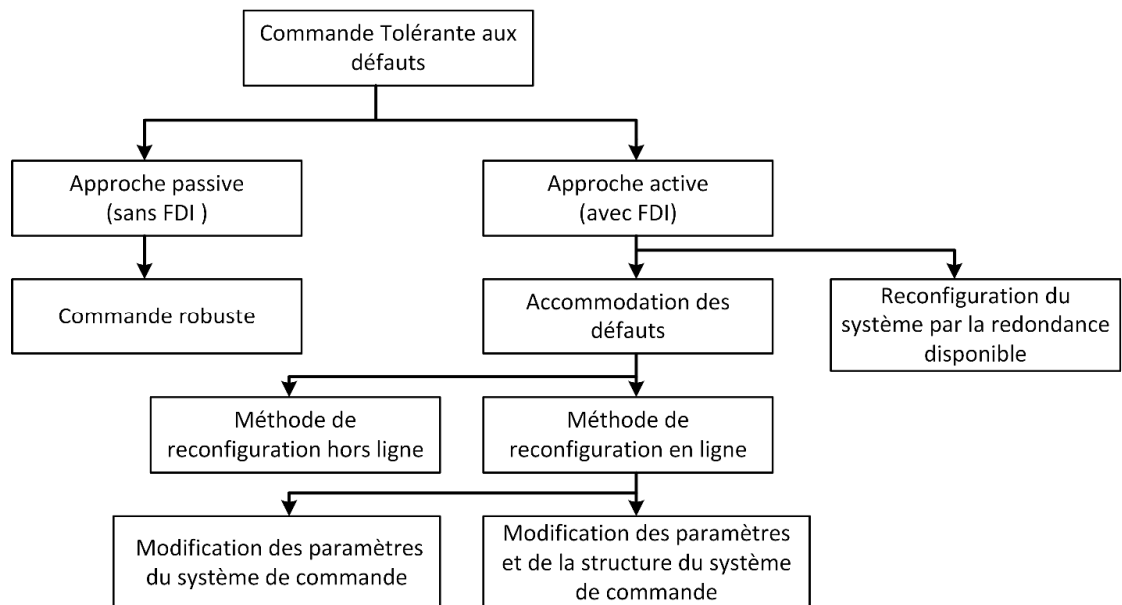 Commande Tolérante aux
défauts
Approche passive
(sans FDI )
Approche active
(avec FDI)
Commande robuste
Accommodation des
défauts
Reconfiguration du
système par la redondance
disponible
Méthode de
reconfiguration hors ligne
Méthode de
reconfiguration en ligne
Modification des paramètres
du système de commande
Modification des paramètres
et de la structure du système
de commande